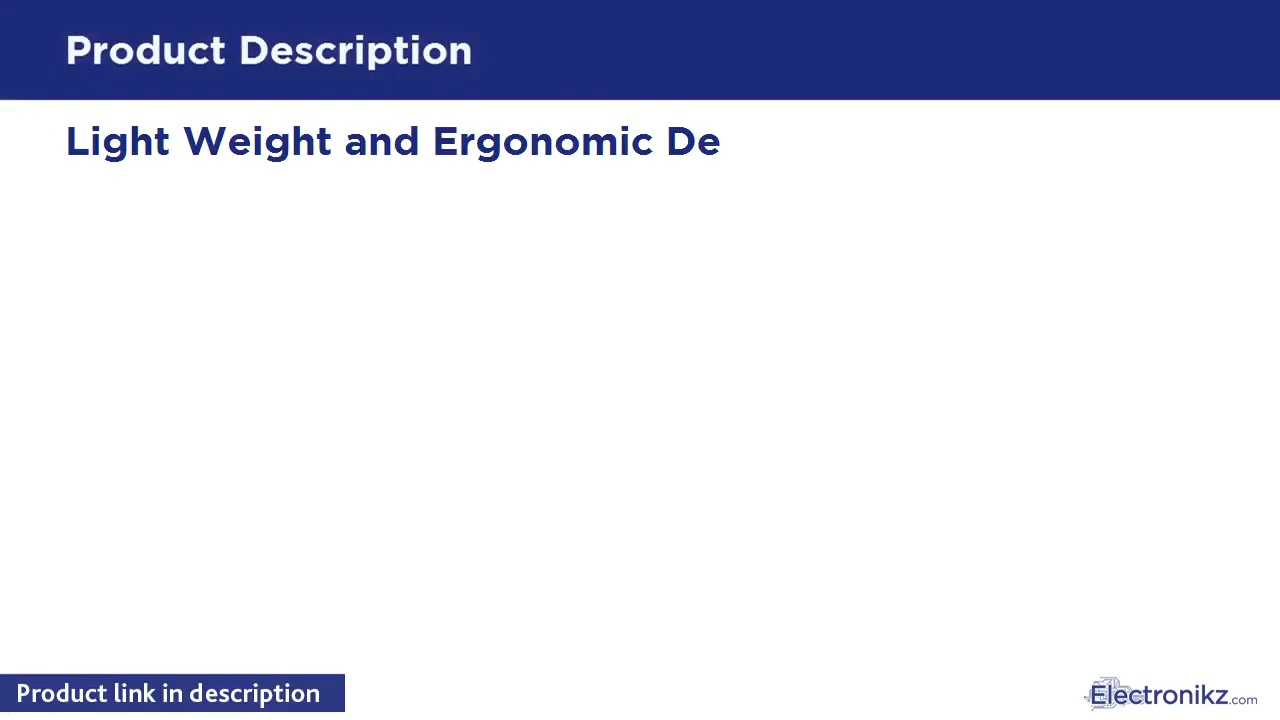 Product Description
Light Weight and Ergonomic De
Product link in description
Electronikz.com